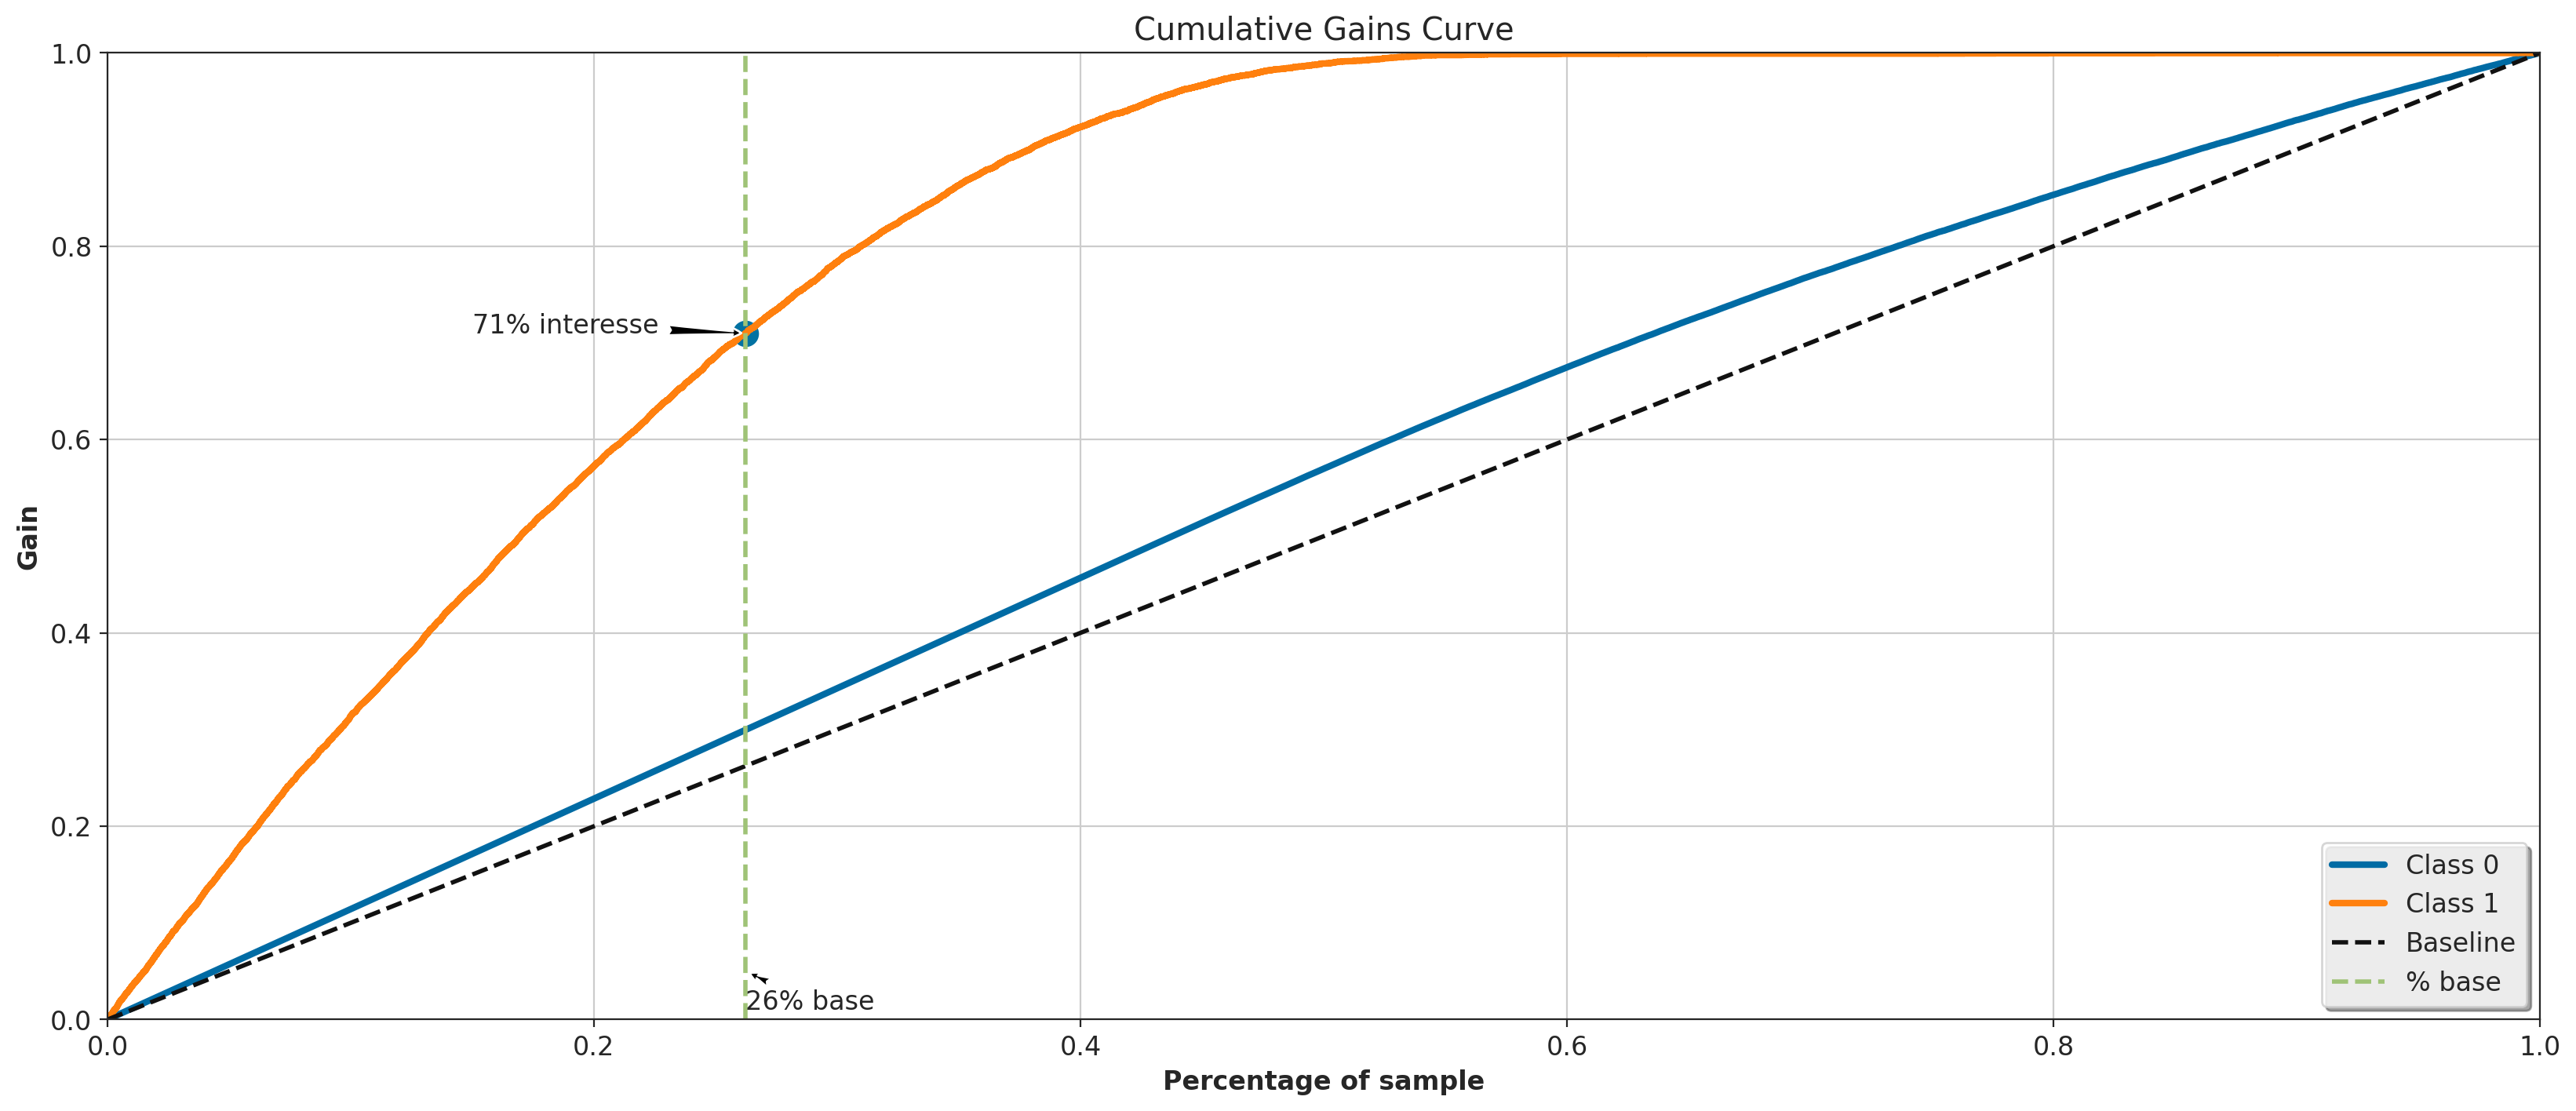 Cumulative Gains Curve
1.0
0.8
0.6
0.4
0.2
0.0
Gain
71% interesse
26% base
Class 0
Class 1
Baseline
% base
0.0
0.2
0.4
0.6
0.8
1.0
Percentage of sample